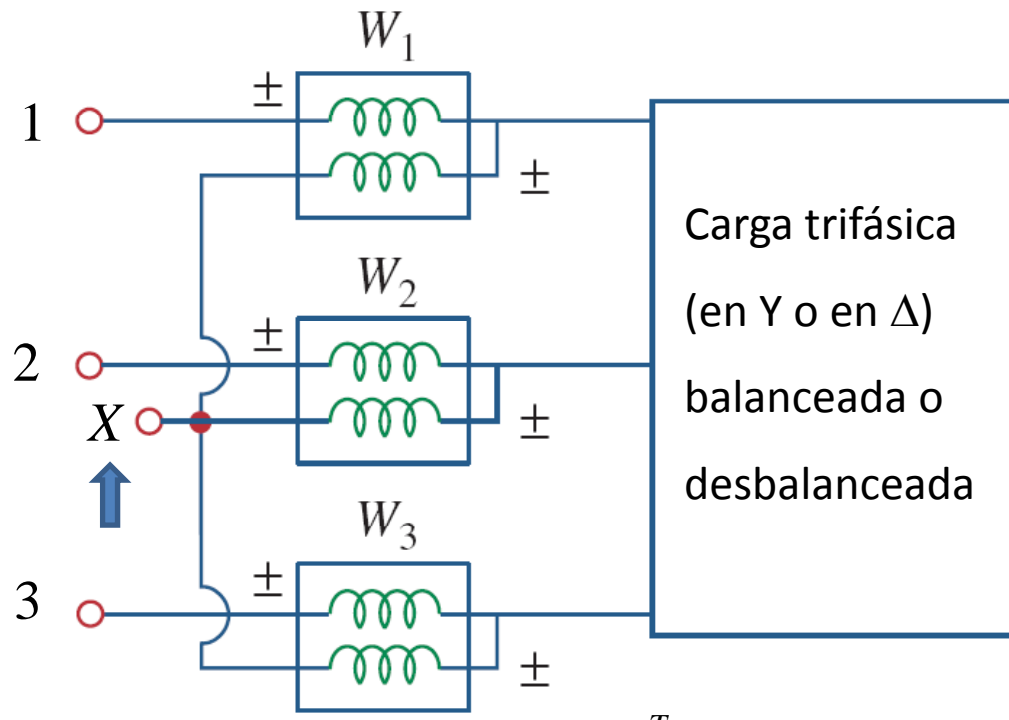 W₁
±
1
±
Carga trifásica
(en Y o en Δ)
balanceada o
desbalanceada
W₂
±
2
X
±
W₃
±
3
±
T